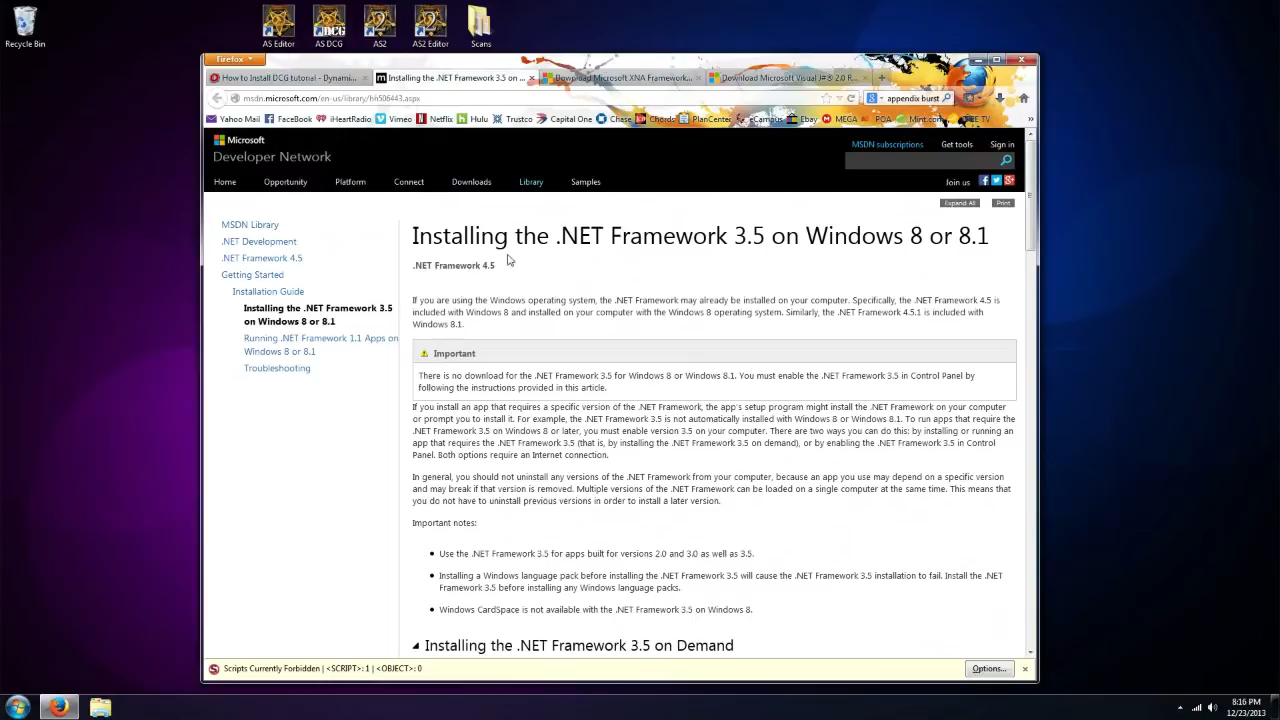 Recycle Bin
AS Editor
AS DCG
AS2
AS2 Editor
Scans
Firefox
How to Install DCG tutorial - Dynami...
Installing the .NET Framework 3.5 on ...
Download Microsoft XNA Framework...
Download Microsoft Visual J#® 2.0 R...
msdn.microsoft.com/en-us/library/hh506443.aspx
appendix burst
Yahoo Mail
FaceBook
iHeartRadio
Vimeo
Netflix
Hulu
Trustco
Capital One
Chase
Chords
PlanCenter
eCampus
Ebay
MEGA
POA
Mint.com
FREE TV
Microsoft
Developer Network
MSDN subscriptions
Get tools
Sign in
Home
Opportunity
Platform
Connect
Downloads
Library
Samples
Join us
Expand All
Print
MSDN Library
.NET Development
.NET Framework 4.5
Getting Started
Installation Guide
Installing the .NET Framework 3.5
on Windows 8 or 8.1
Running .NET Framework 1.1 Apps on
Windows 8 or 8.1
Troubleshooting
Installing the .NET Framework 3.5 on Windows 8 or 8.1
.NET Framework 4.5
If you are using the Windows operating system, the .NET Framework may already be installed on your computer. Specifically, the .NET Framework 4.5 is
included with Windows 8 and installed on your computer with the Windows 8 operating system. Similarly, the .NET Framework 4.5.1 is included with
Windows 8.1.
Important
There is no download for the .NET Framework 3.5 for Windows 8 or Windows 8.1. You must enable the .NET Framework 3.5 in Control Panel by
following the instructions provided in this article.
If you install an app that requires a specific version of the .NET Framework, the app's setup program might install the .NET Framework on your computer
or prompt you to install it. For example, the .NET Framework 3.5 is not automatically installed with Windows 8 or Windows 8.1. To run apps that require the
.NET Framework 3.5 on Windows 8 or later, you must enable version 3.5 on your computer. There are two ways you can do this: by installing or running an
app that requires the .NET Framework 3.5 (that is, by installing the .NET Framework 3.5 on demand), or by enabling the .NET Framework 3.5 in Control
Panel. Both options require an Internet connection.
In general, you should not uninstall any versions of the .NET Framework from your computer, because an app you use may depend on a specific version
and may break if that version is removed. Multiple versions of the .NET Framework can be loaded on a single computer at the same time. This means that
you do not have to uninstall previous versions in order to install a later version.
Important notes:
Use the .NET Framework 3.5 for apps built for versions 2.0 and 3.0 as well as 3.5.
Installing a Windows language pack before installing the .NET Framework 3.5 will cause the .NET Framework 3.5 installation to fail. Install the .NET
Framework 3.5 before installing any Windows language packs.
Windows CardSpace is not available with the .NET Framework 3.5 on Windows 8.
Installing the .NET Framework 3.5 on Demand
Scripts Currently Forbidden | <SCRIPT>: 1 | <OBJECT>: 0
Options...
8:16 PM
12/23/2013